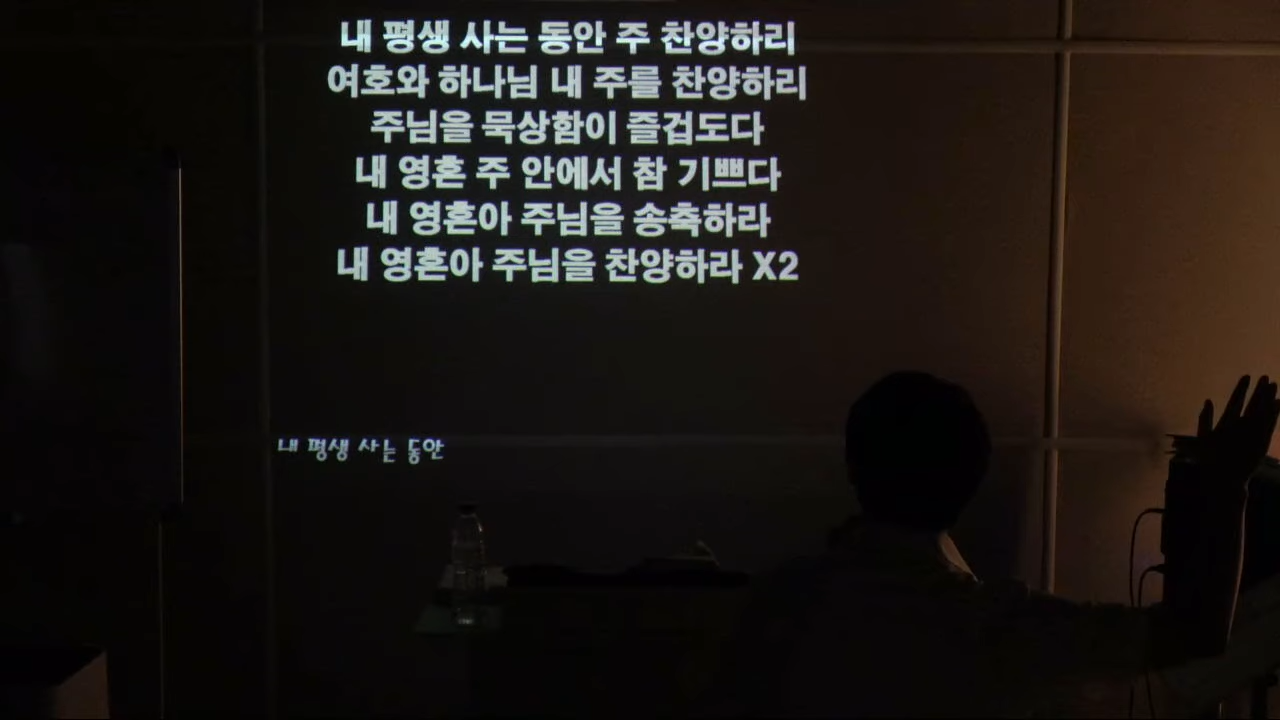 내 평생 사는 동안 주 찬양하리
여호와 하나님 내 주를 찬양하리
주님을 묵상함이 즐겁도다
내 영혼 주 안에서 참 기쁘다
내 영혼아 주님을 송축하라
내 영혼아 주님을 찬양하라 X2
내 평생 사는 동안